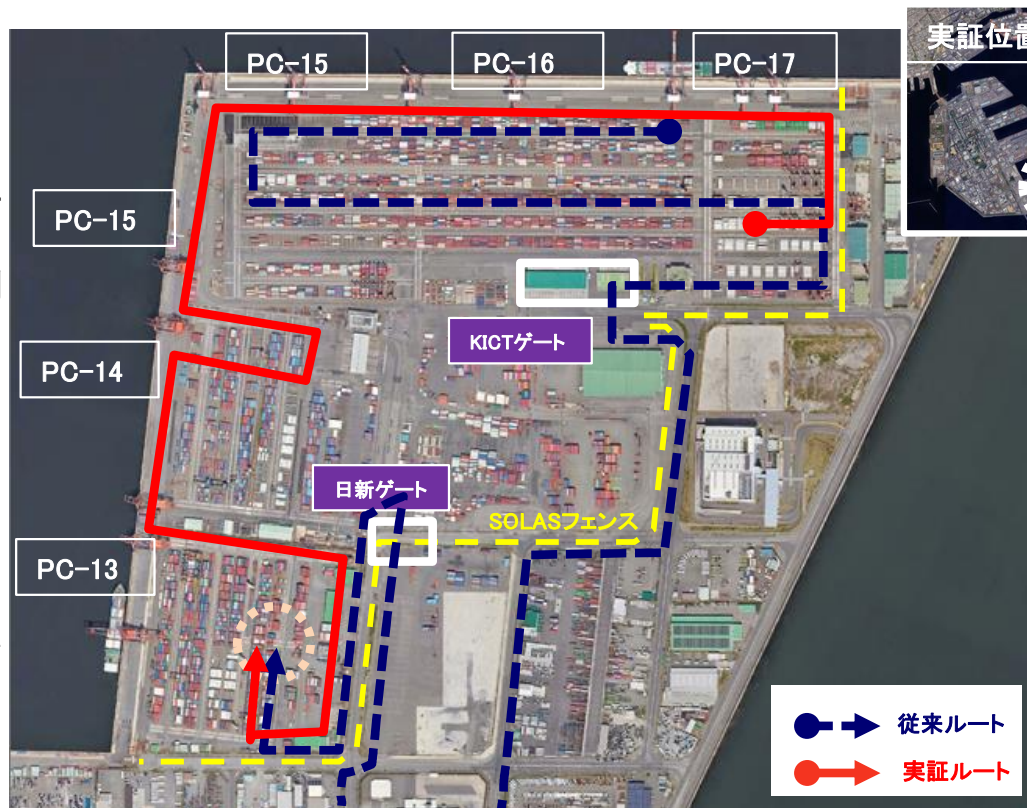 PC-15
PC-16
PC-17
実証位置
PC-15
KICTゲート
PC-14
日新ゲート
SOLASフェンス
PC-13
従来ルート
実証ルート